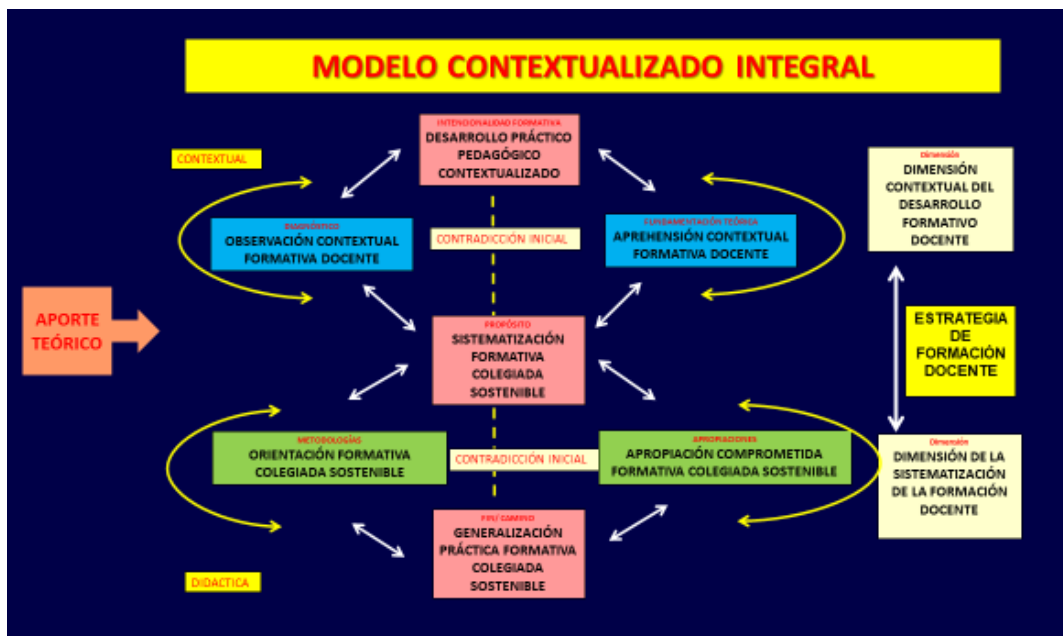 MODELO CONTEXTUALIZADO INTEGRAL
INTENCIONALIDAD FORMATIVA
DESARROLLO PRÁCTICO
PEDAGÓGICO
CONTEXTUALIZADO
CONTEXTUAL
DIAGNÓSTICO
OBSERVACIÓN CONTEXTUAL
FORMATIVA DOCENTE
CONTRADICCIÓN INICIAL
FUNDAMENTACIÓN TEÓRICA
APREHENSIÓN CONTEXTUAL
FORMATIVA DOCENTE
Dimensión
DIMENSIÓN
CONTEXTUAL DEL
DESARROLLO
FORMATIVO
DOCENTE
APORTE
TEÓRICO
PROPÓSITO
SISTEMATIZACIÓN
FORMATIVA
COLEGIADA
SOSTENIBLE
ESTRATEGIA
DE
FORMACIÓN
DOCENTE
METODOLOGÍAS
ORIENTACIÓN FORMATIVA
COLEGIADA SOSTENIBLE
CONTRADICCIÓN INICIAL
APROPIACIONES
APROPIACIÓN COMPROMETIDA
FORMATIVA COLEGIADA SOSTENIBLE
Dimensión
DIMENSIÓN DE LA
SISTEMATIZACIÓN
DE LA FORMACIÓN
DOCENTE
GENERALIZACIÓN
PRÁCTICA FORMATIVA
COLEGIADA
SOSTENIBLE
DIDACTICA